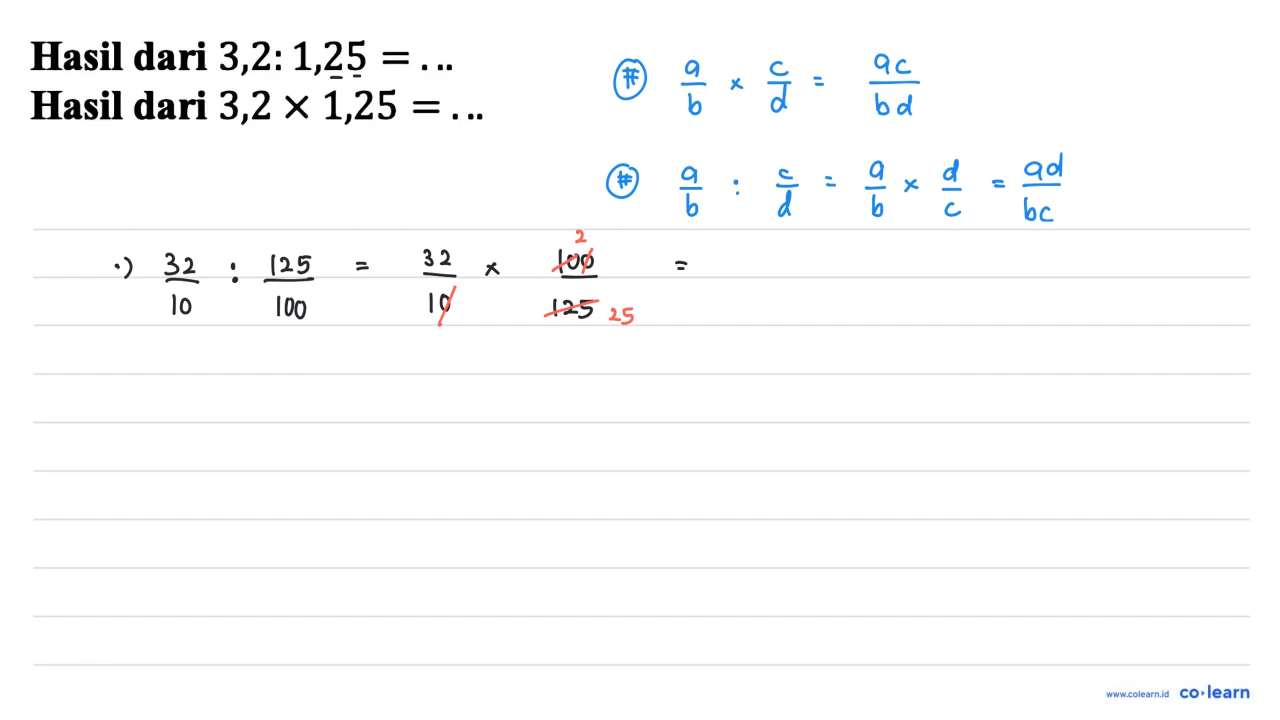 Hasil dari 3,2: 1,25 = ...
Hasil dari 3,2 × 1,25 = ...
# a/b × c/d = ac/bd
# a/b : c/d = a/b × d/c = ad/bc
·) 32/10 : 125/100 = 32/10 × 100/125 =
2
25
www.colearn.id co·learn